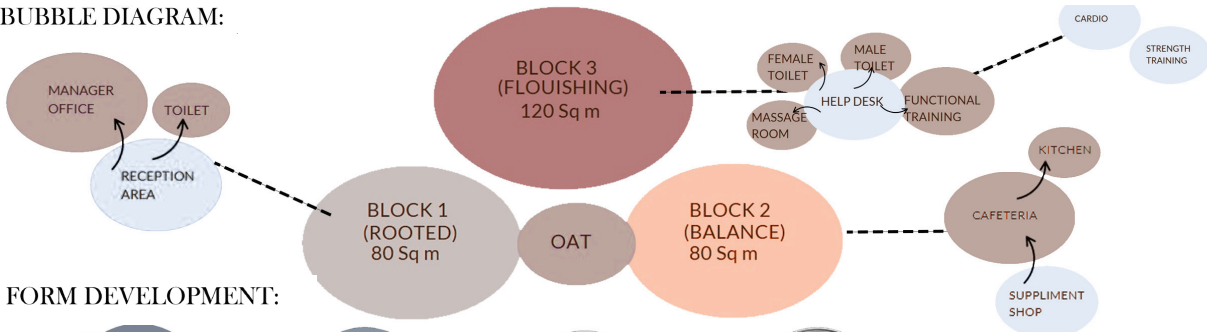 BUBBLE DIAGRAM:
MANAGER
OFFICE
TOILET
RECEPTION
AREA
BLOCK 3
(FLOUISHING)
120 Sq m
BLOCK 1
(ROOTED)
80 Sq m
OAT
BLOCK 2
(BALANCE)
80 Sq m
FEMALE
TOILET
MALE
TOILET
HELP DESK
MASSAGE
ROOM
FUNCTIONAL
TRAINING
CARDIO
STRENGTH
TRAINING
KITCHEN
CAFETERIA
SUPPLIMENT
SHOP
FORM DEVELOPMENT: